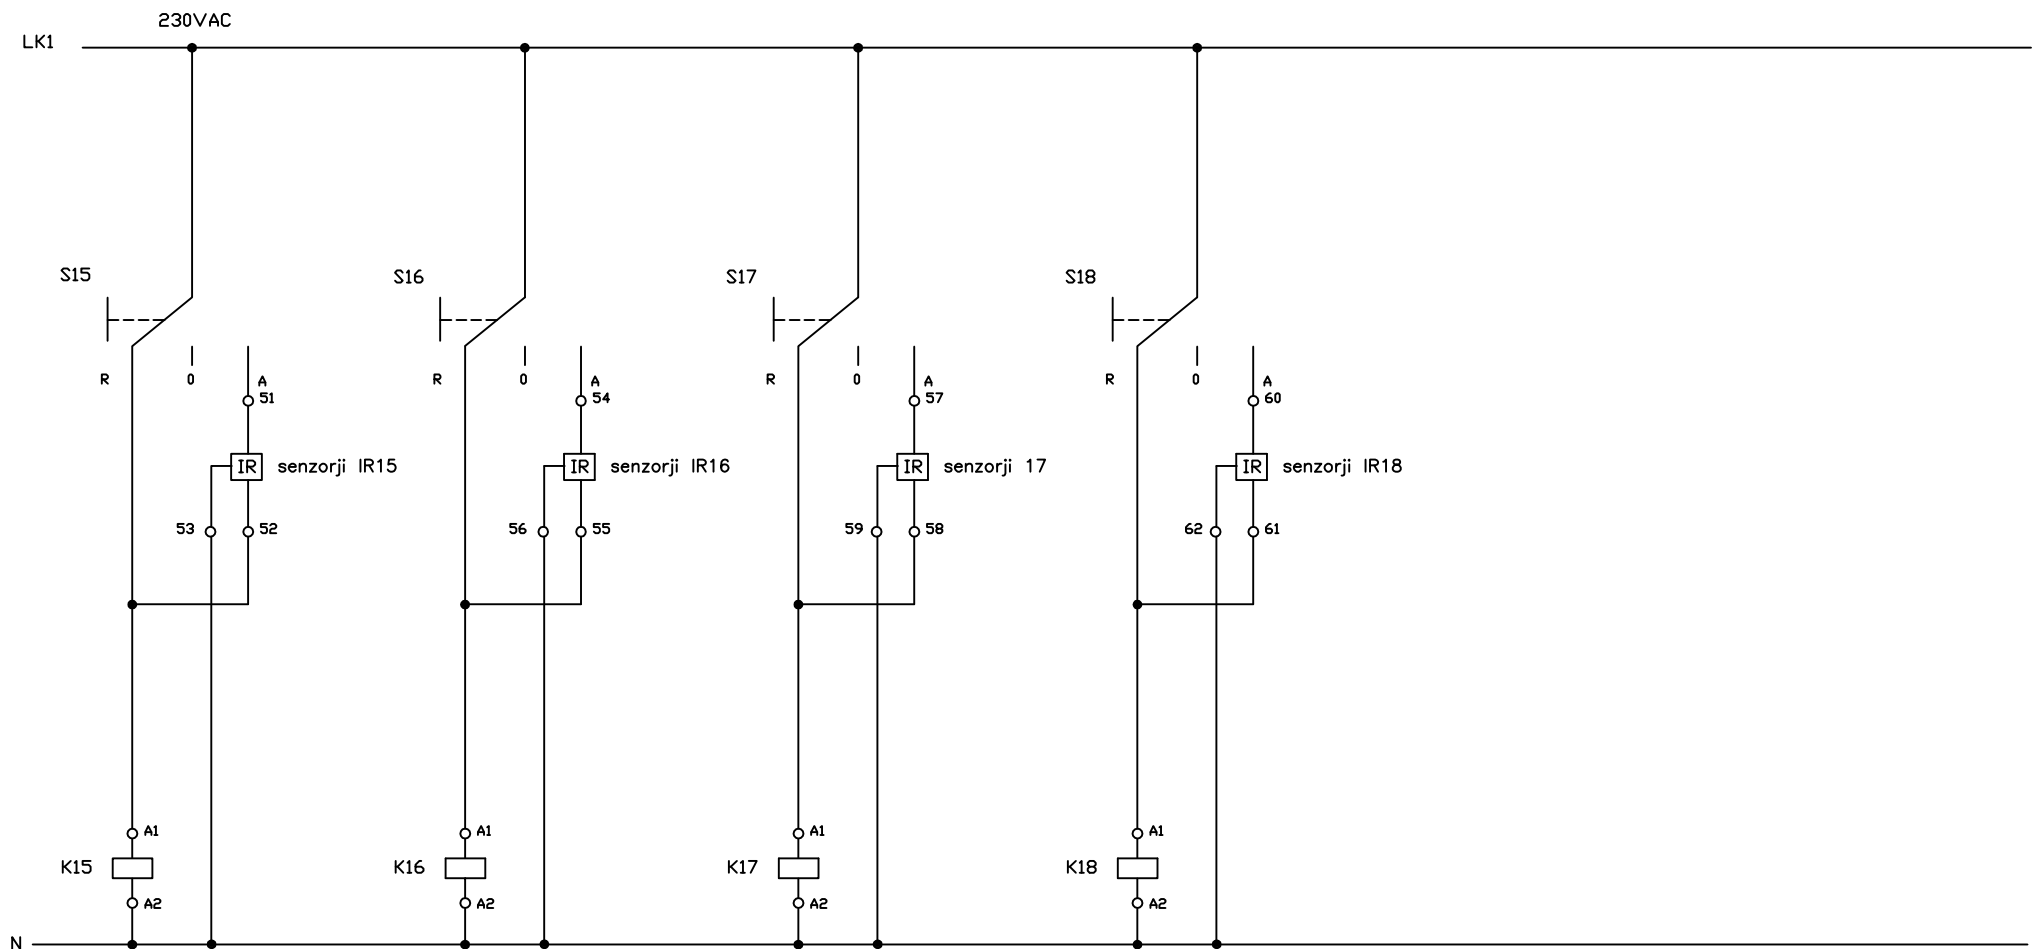 230VAC
LK1
S15 S16 S17 S18
R 0 A R 0 A R 0 A R 0 A
51 54 57 60
IR senzorji IR15 IR senzorji IR16 IR senzorji 17 IR senzorji IR18
53 52 56 55 59 58 62 61
A1 A1 A1 A1
K15 K16 K17 K18
A2 A2 A2 A2
N